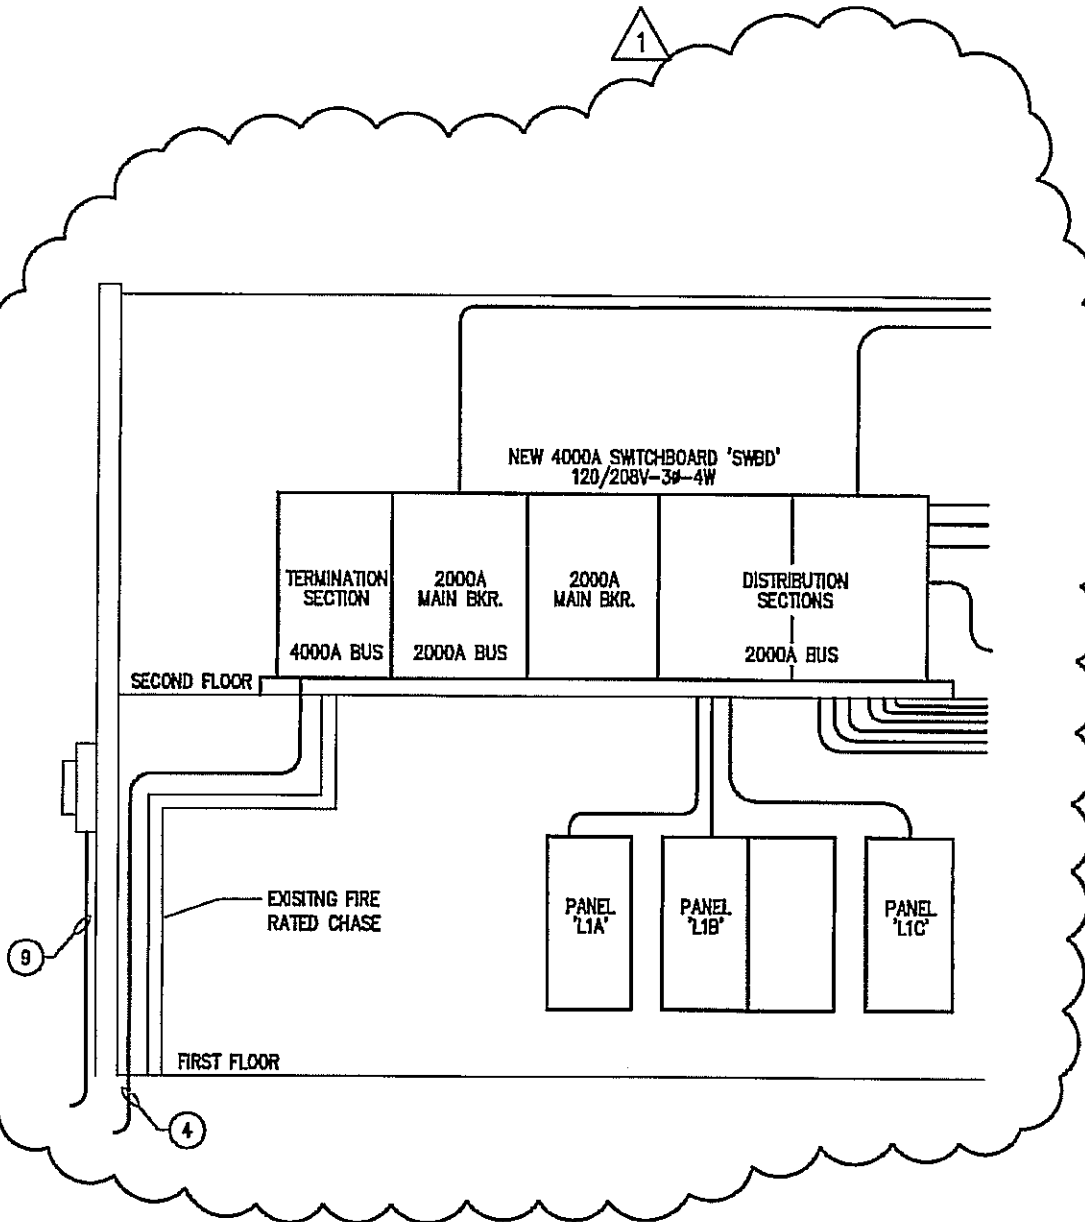 1
NEW 4000A SWITCHBOARD 'SWBD'
120/208V-3ø-4W
TERMINATION
SECTION
4000A BUS
2000A
MAIN BKR.
2000A BUS
2000A
MAIN BKR.
DISTRIBUTION
SECTIONS
2000A BUS
SECOND FLOOR
EXISITNG FIRE
RATED CHASE
PANEL
'L1A'
PANEL
'L1B'
PANEL
'L1C'
9
FIRST FLOOR
4